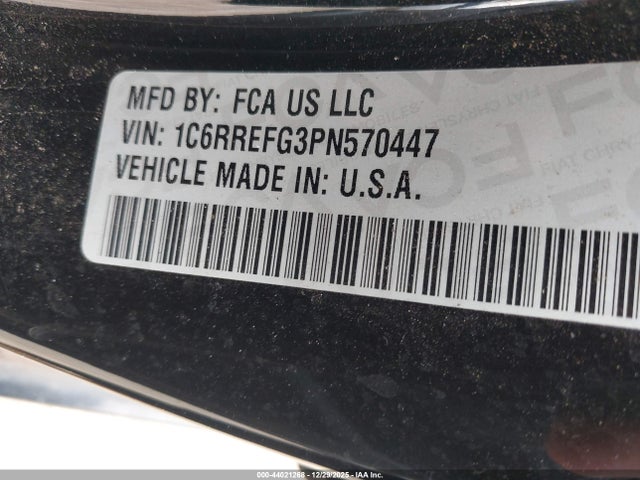 MFD BY: FCA US LLC
VIN: 1C6RREFG3PN570447
VEHICLE MADE IN: U.S.A.
000-44621268 12/29/2025 IAA Inc.